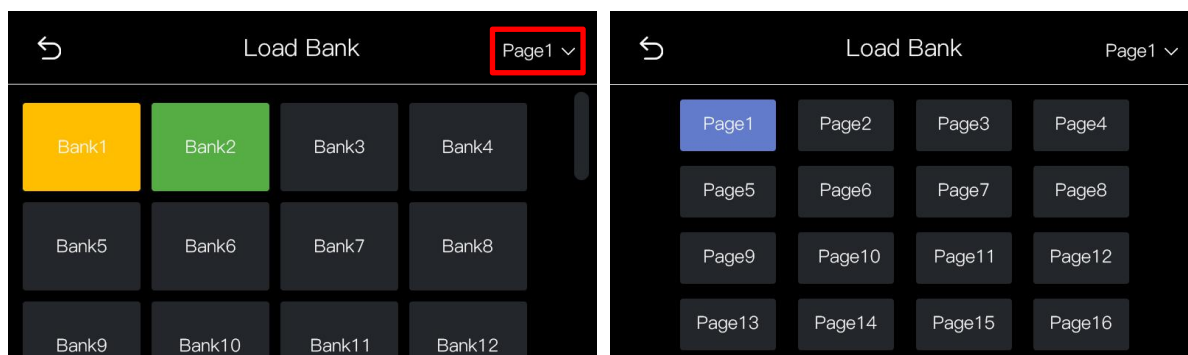 Load Bank
Page1
Bank1 Bank2 Bank3 Bank4
Bank5 Bank6 Bank7 Bank8
Bank9 Bank10 Bank11 Bank12
Load Bank
Page1
Page1 Page2 Page3 Page4
Page5 Page6 Page7 Page8
Page9 Page10 Page11 Page12
Page13 Page14 Page15 Page16